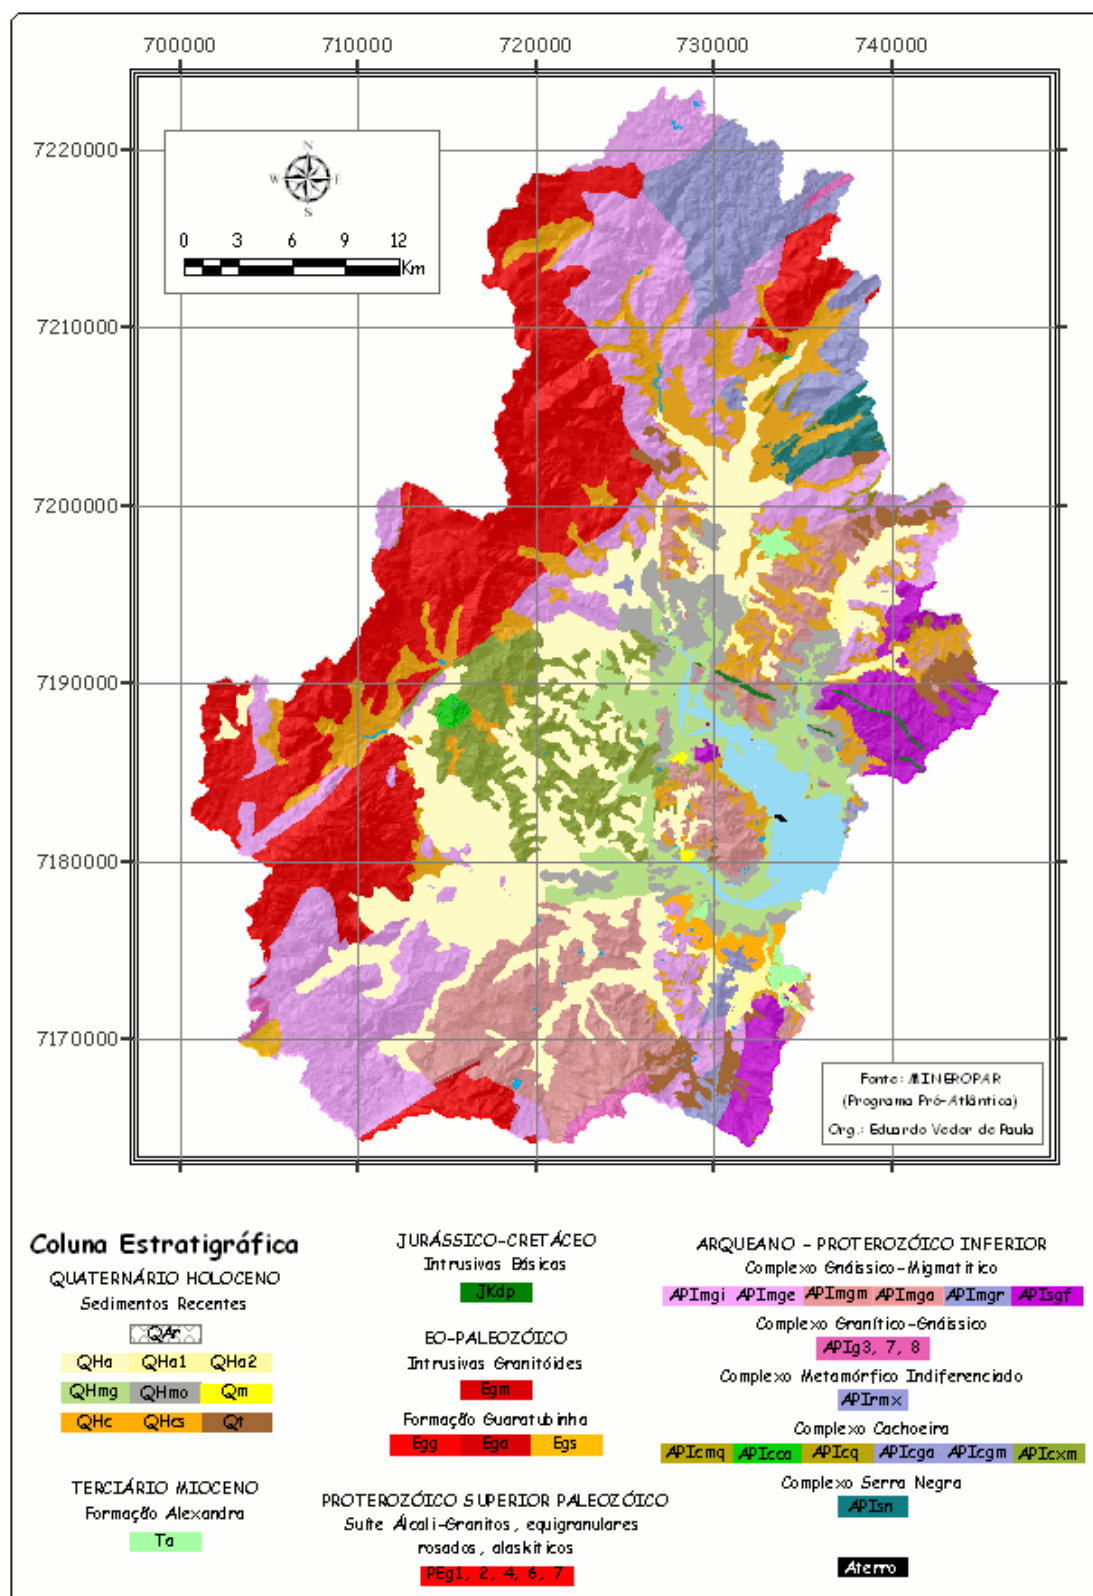 700000 710000 720000 730000 740000
7220000
7210000
7200000
7190000
7180000
7170000
N
W E
S
0 3 6 9 12
Km
Fonte: MINEROPAR
(Programa Pró-Atlântica)
Org.: Eduardo Vedor de Paula
Coluna Estratigráfica
QUATERNÁRIO HOLOCENO
Sedimentos Recentes
QAr
QHa QHa1 QHa2
QHmg QHmo Qm
QHc QHcs Qt
TERCIÁRIO MIOCENO
Formação Alexandra
Ta
JURÁSSICO-CRETÁCEO
Intrusivas Básicas
JKdp
EO-PALEOZÓICO
Intrusivas Granitóides
Egm
Formação Guaratubinha
Egg Ega Egs
PROTEROZÓICO SUPERIOR PALEOZÓICO
Suíte Álcali-Granitos, equigranulares
rosados, alaskíticos
PEg1, 2, 4, 6, 7
ARQUEANO - PROTEROZÓICO INFERIOR
Complexo Gnáissico-Migmatítico
APImgi APImge APImgm APImga APImgr APIsgf
Complexo Granítico-Gnáissico
APIg3, 7, 8
Complexo Metamórfico Indiferenciado
APIrmx
Complexo Cachoeira
APIcmq APIcca APIcq APIcga APIcgm APIcxm
Complexo Serra Negra
APIsn
Aterro